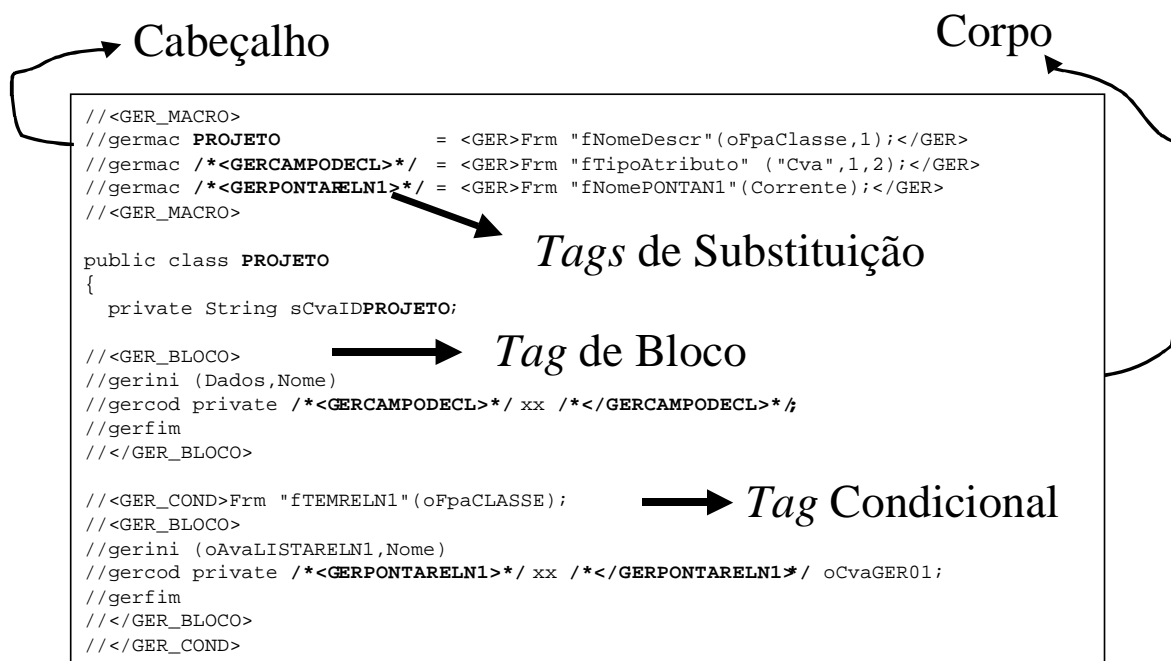 Cabeçalho
Corpo
//<GER_MACRO>
//germac PROJETO = <GER>Frm "fNomeDescr"(oFpaClasse,1);</GER>
//germac /*<GERCAMPODECL>*/ = <GER>Frm "fTipoAtributo" ("Cva",1,2);</GER>
//germac /*<GERPONTARELN1>*/ = <GER>Frm "fNomePONTAN1"(Corrente);</GER>
//<GER_MACRO>
Tags de Substituição
public class PROJETO
{
private String sCvaIDPROJETO;
Tag de Bloco
//<GER_BLOCO>
//gerini (Dados,Nome)
//gercod private /*<GERCAMPODECL>*/ xx /*</GERCAMPODECL>*/;
//gerfim
//</GER_BLOCO>
//<GER_COND>Frm "fTEMRELN1"(oFpaCLASSE);
Tag Condicional
//<GER_BLOCO>
//gerini (oAvaLISTARELN1,Nome)
//gercod private /*<GERPONTARELN1>*/ xx /*</GERPONTARELN1>*/ oCvaGER01;
//gerfim
//</GER_BLOCO>
//</GER_COND>